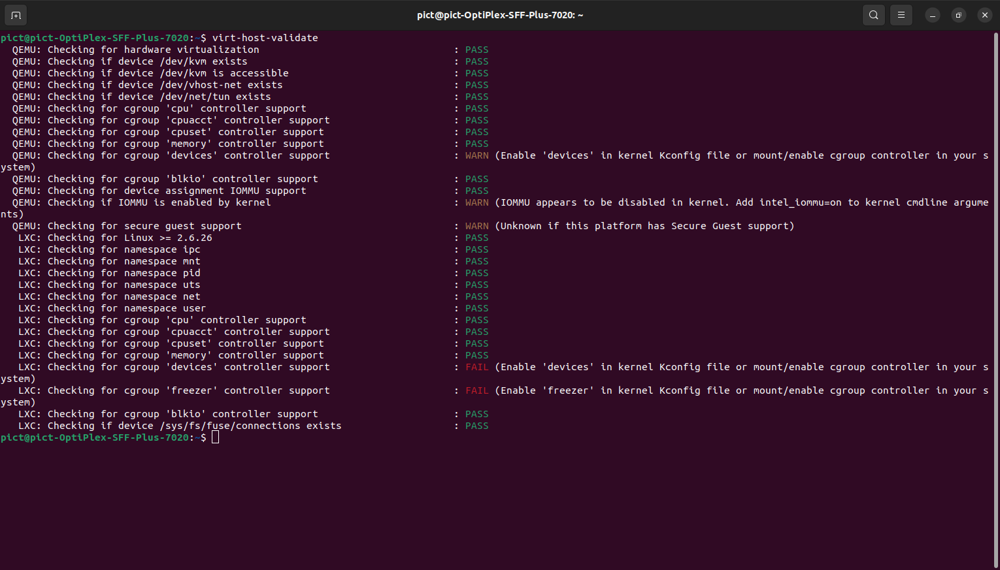 pict@pict-OptiPlex-SFF-Plus-7020: ~
pict@pict-OptiPlex-SFF-Plus-7020:~$ virt-host-validate
  QEMU: Checking for hardware virtualization                                 : PASS
  QEMU: Checking if device /dev/kvm exists                                   : PASS
  QEMU: Checking if device /dev/kvm is accessible                            : PASS
  QEMU: Checking if device /dev/vhost-net exists                             : PASS
  QEMU: Checking if device /dev/net/tun exists                               : PASS
  QEMU: Checking for cgroup 'cpu' controller support                         : PASS
  QEMU: Checking for cgroup 'cpuacct' controller support                     : PASS
  QEMU: Checking for cgroup 'cpuset' controller support                      : PASS
  QEMU: Checking for cgroup 'memory' controller support                      : PASS
  QEMU: Checking for cgroup 'devices' controller support                     : WARN (Enable 'devices' in kernel Kconfig file or mount/enable cgroup controller in your s
ystem)
  QEMU: Checking for cgroup 'blkio' controller support                       : PASS
  QEMU: Checking for device assignment IOMMU support                         : PASS
  QEMU: Checking if IOMMU is enabled by kernel                               : WARN (IOMMU appears to be disabled in kernel. Add intel_iommu=on to kernel cmdline argume
nts)
  QEMU: Checking for secure guest support                                    : WARN (Unknown if this platform has Secure Guest support)
   LXC: Checking for Linux >= 2.6.26                                         : PASS
   LXC: Checking for namespace ipc                                           : PASS
   LXC: Checking for namespace mnt                                           : PASS
   LXC: Checking for namespace pid                                           : PASS
   LXC: Checking for namespace uts                                           : PASS
   LXC: Checking for namespace net                                           : PASS
   LXC: Checking for namespace user                                          : PASS
   LXC: Checking for cgroup 'cpu' controller support                         : PASS
   LXC: Checking for cgroup 'cpuacct' controller support                     : PASS
   LXC: Checking for cgroup 'cpuset' controller support                      : PASS
   LXC: Checking for cgroup 'memory' controller support                      : PASS
   LXC: Checking for cgroup 'devices' controller support                     : FAIL (Enable 'devices' in kernel Kconfig file or mount/enable cgroup controller in your s
ystem)
   LXC: Checking for cgroup 'freezer' controller support                     : FAIL (Enable 'freezer' in kernel Kconfig file or mount/enable cgroup controller in your s
ystem)
   LXC: Checking for cgroup 'blkio' controller support                       : PASS
   LXC: Checking if device /sys/fs/fuse/connections exists                   : PASS
pict@pict-OptiPlex-SFF-Plus-7020:~$